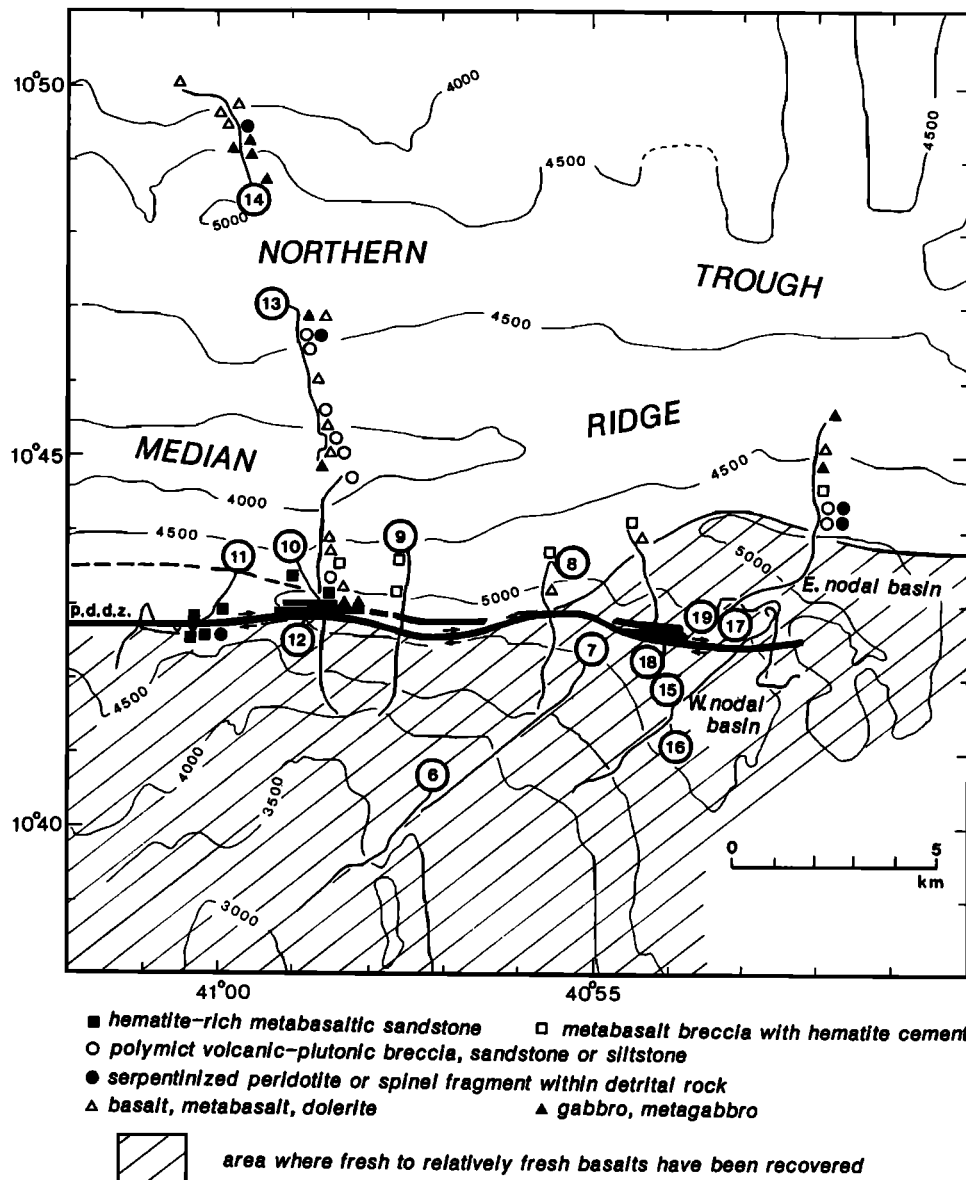 10°50
4000
4500
4500
4500
14
5000
NORTHERN
TROUGH
13
4500
RIDGE
10°45
MEDIAN
4500
4000
4500
9
11
10
8
5000
5000
E. nodal basin
p.d.d.z.
19
17
12
7
18
15
4500
W. nodal
basin
16
4000
6
3500
10°40
0 5
km
3000
41°00
40°55
hematite-rich metabasaltic sandstone
metabasalt breccia with hematite cement
polymict volcanic-plutonic breccia, sandstone or siltstone
serpentinized peridotite or spinel fragment within detrital rock
basalt, metabasalt, dolerite
gabbro, metagabbro
area where fresh to relatively fresh basalts have been recovered